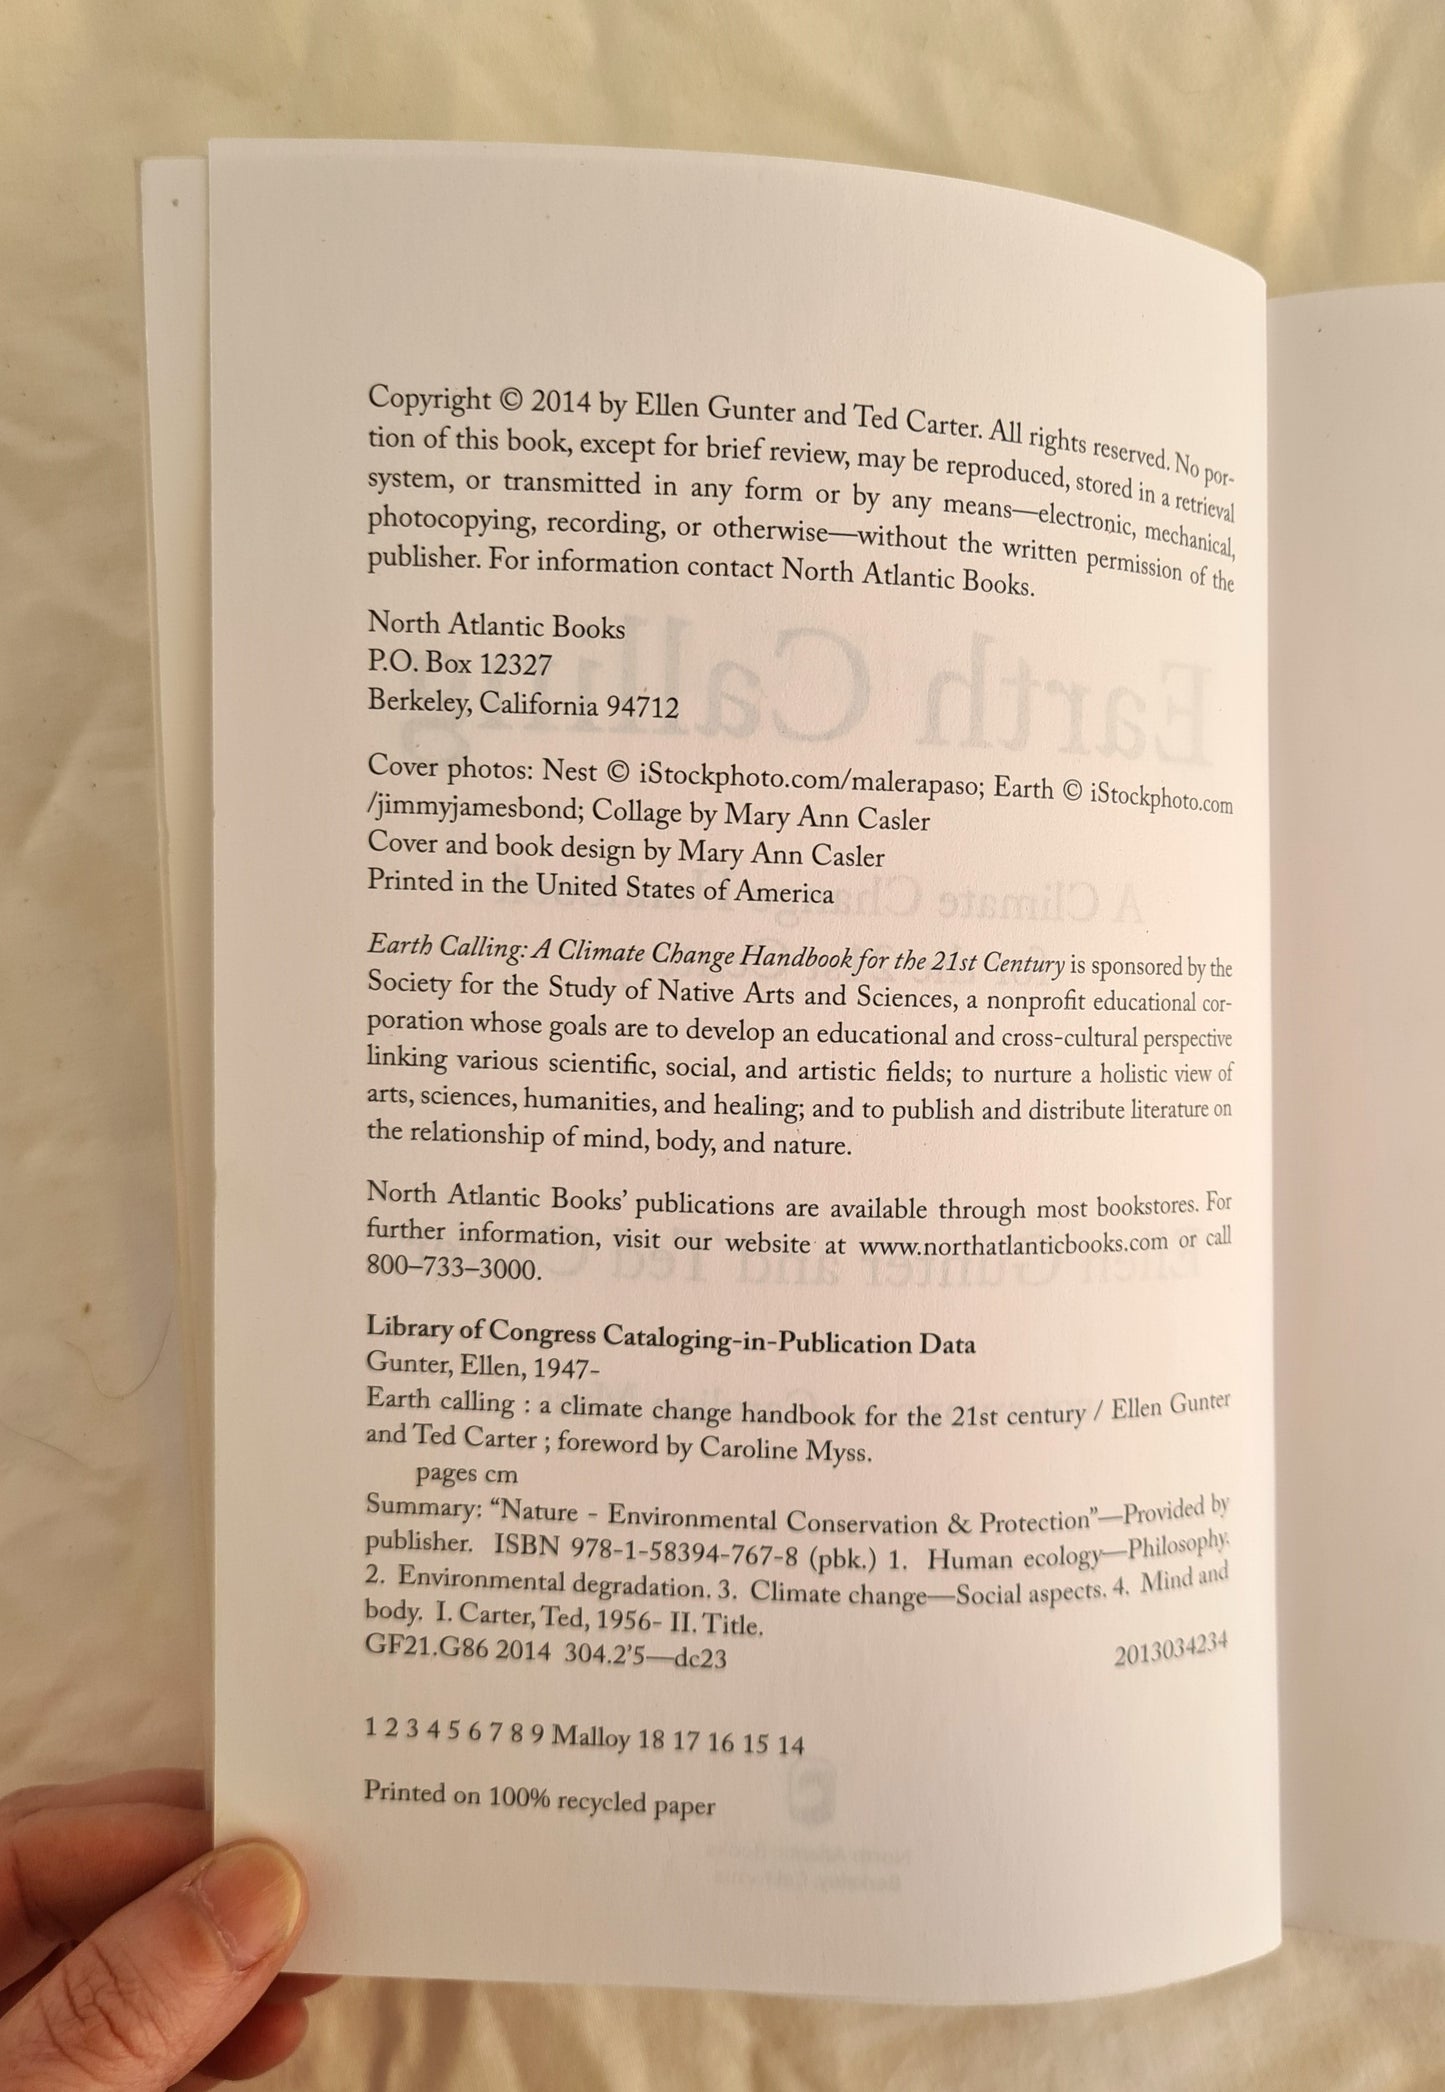 Copyright © 2014 by Ellen Gunter and Ted Carter. All rights reserved. No por-
tion of this book, except for brief review, may be reproduced, stored in a retrieval
system, or transmitted in any form or by any means—electronic, mechanical,
photocopying, recording, or otherwise—without the written permission of the
publisher. For information contact North Atlantic Books.
North Atlantic Books
P.O. Box 12327
Berkeley, California 94712
Cover photos: Nest © iStockphoto.com/malerapaso; Earth © iStockphoto.com
/jimmyjamesbond; Collage by Mary Ann Casler
Cover and book design by Mary Ann Casler
Printed in the United States of America
Earth Calling: A Climate Change Handbook for the 21st Century is sponsored by the
Society for the Study of Native Arts and Sciences, a nonprofit educational cor-
poration whose goals are to develop an educational and cross-cultural perspective
linking various scientific, social, and artistic fields; to nurture a holistic view of
arts, sciences, humanities, and healing; and to publish and distribute literature on
the relationship of mind, body, and nature.
North Atlantic Books' publications are available through most bookstores. For
further information, visit our website at www.northatlanticbooks.com or call
800–733–3000.
Library of Congress Cataloging-in-Publication Data
Gunter, Ellen, 1947-
Earth calling : a climate change handbook for the 21st century / Ellen Gunter
and Ted Carter ; foreword by Caroline Myss.
pages cm
Summary: “Nature - Environmental Conservation & Protection”—Provided by
publisher. ISBN 978-1-58394-767-8 (pbk.) 1. Human ecology—Philosophy.
2. Environmental degradation. 3. Climate change—Social aspects. 4. Mind and
body. I. Carter, Ted, 1956- II. Title.
GF21.G86 2014 304.2'5—dc23 2013034234
1 2 3 4 5 6 7 8 9 Malloy 18 17 16 15 14
Printed on 100% recycled paper